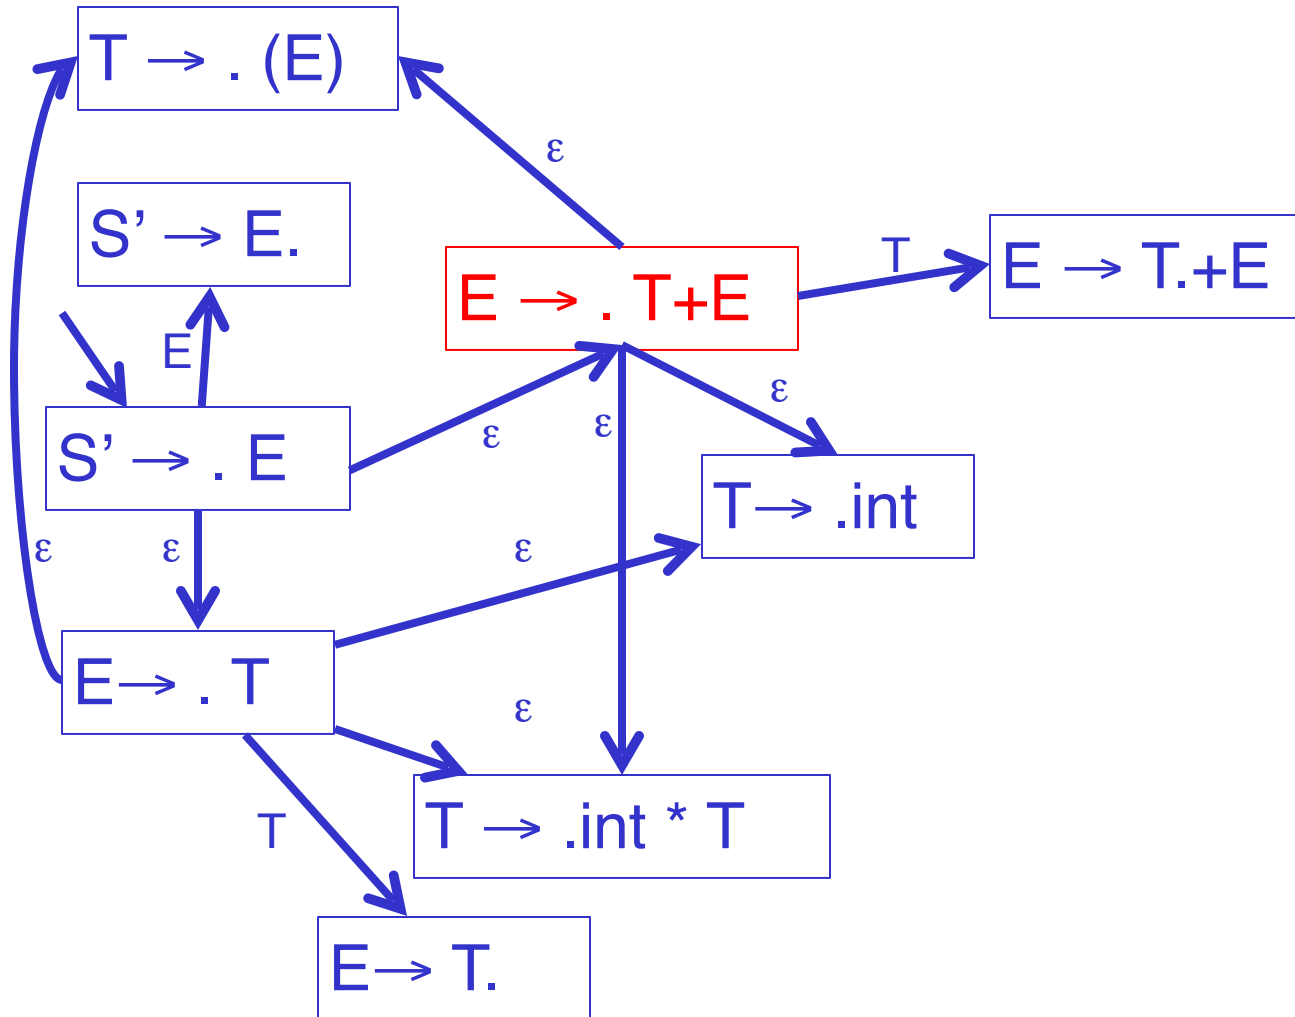 T → . (E)
ε
S’ → E.
E → . T+E
T
E → T.+E
E
ε
ε
ε
S’ → . E
T→ .int
ε
ε
ε
E→ . T
ε
T → .int * T
T
E→ T.